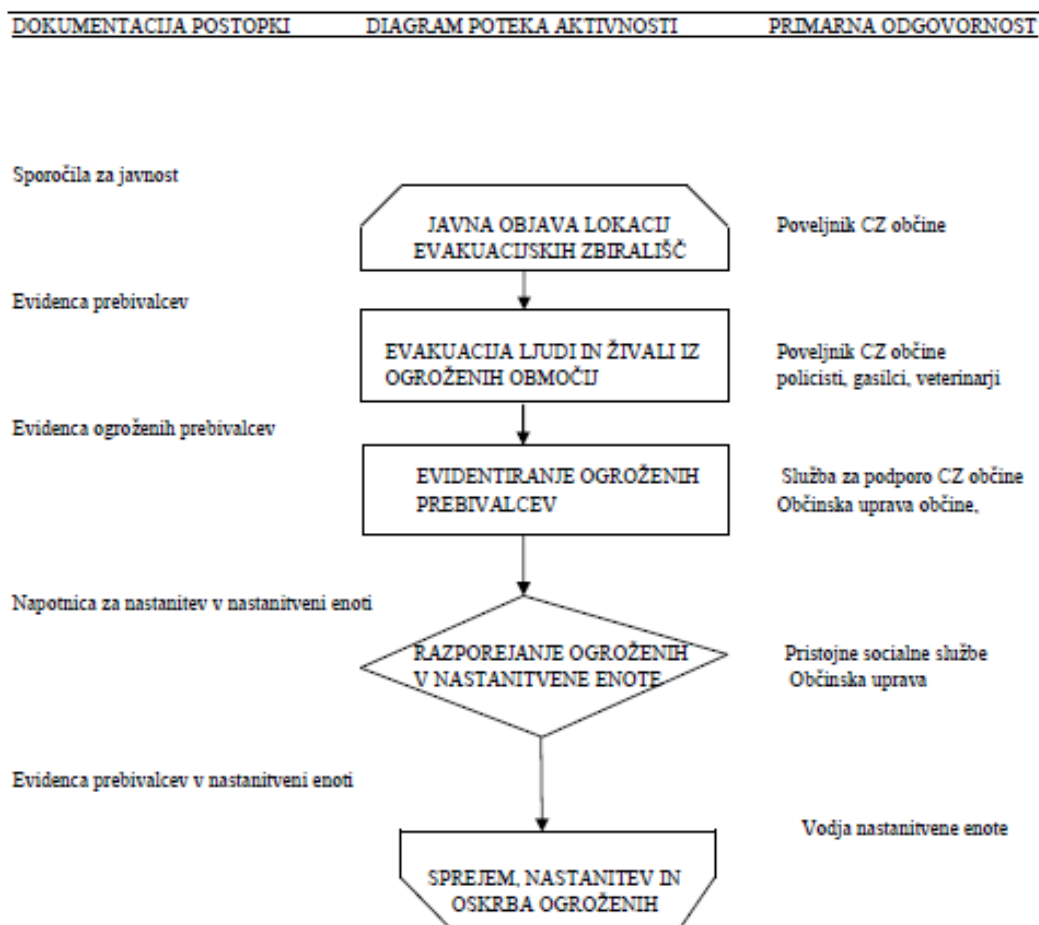 DOKUMENTACIJA POSTOPKI DIAGRAM POTEKA AKTIVNOSTI PRIMARNA ODGOVORNOST
Sporočila za javnost
JAVNA OBJAVA LOKACIJ
EVAKUACIJSKIH ZBIRALIŠČ
Poveljnik CZ občine
Evidenca prebivalcev
EVAKUACIJA LJUDI IN ŽIVALI IZ
OGROŽENIH OBMOČIJ
Poveljnik CZ občine
policisti, gasilci, veterinarji
Evidenca ogroženih prebivalcev
EVIDENTIRANJE OGROŽENIH
PREBIVALCEV
Služba za podporo CZ občine
Občinska uprava občine,
Napotnica za nastanitev v nastanitveni enoti
RAZPOREJANJE OGROŽENIH
V NASTANITVENE ENOTE
Pristojne socialne službe
Občinska uprava
Evidenca prebivalcev v nastanitveni enoti
Vodja nastanitvene enote
SPREJEM, NASTANITEV IN
OSKRBA OGROŽENIH